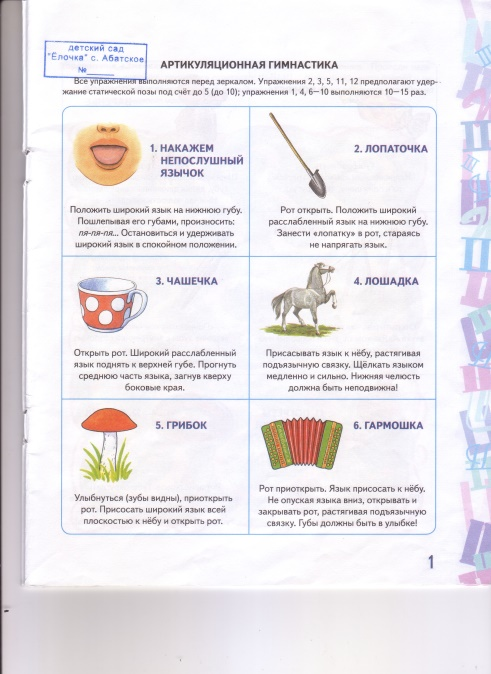 детский сад
"Ёлочка" с. Абатское
№
АРТИКУЛЯЦИОННАЯ ГИМНАСТИКА
Все упражнения выполняются перед зеркалом. Упражнения 2, 3, 5, 11, 12 предполагают удер-
жание статической позы под счёт до 5 (до 10); упражнения 1, 4, 6—10 выполняются 10—15 раз.
1. НАКАЖЕМ
НЕПОСЛУШНЫЙ
ЯЗЫЧОК
Положить широкий язык на нижнюю губу.
Пошлепывая его губами, произносить:
пя-пя-пя... Остановиться и удерживать
широкий язык в спокойном положении.
2. ЛОПАТОЧКА
Рот открыть. Положить широкий
расслабленный язык на нижнюю губу.
Занести «лопатку» в рот, стараясь
не напрягать язык.
3. ЧАШЕЧКА
Открыть рот. Широкий расслабленный
язык поднять к верхней губе. Прогнуть
среднюю часть языка, загнув кверху
боковые края.
4. ЛОШАДКА
Присасывать язык к нёбу, растягивая
подъязычную связку. Щёлкать языком
медленно и сильно. Нижняя челюсть
должна быть неподвижна!
5. ГРИБОК
Улыбнуться (зубы видны), приоткрыть
рот. Присосать широкий язык всей
плоскостью к нёбу и открыть рот.
6. ГАРМОШКА
Рот приоткрыть. Язык присосать к нёбу.
Не опуская языка вниз, открывать и
закрывать рот, растягивая подъязычную
связку. Губы должны быть в улыбке!
1